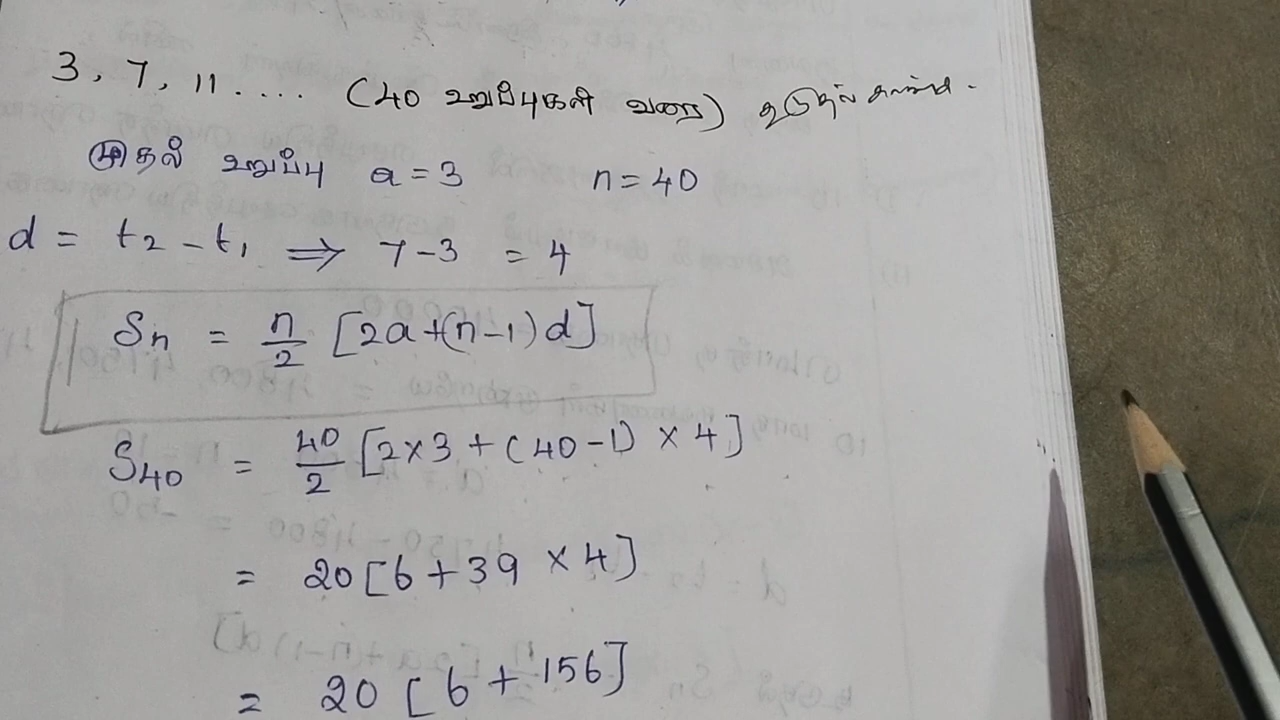 3, 7, 11.... (40 உறுப்புகள் வரை) கூடுதல் காண்க.
முதல் உறுப்பு a = 3 n = 40
d = t₂ - t₁ ⇒ 7-3 = 4
Sn = n/2 [2a+(n-1)d]
S₄₀ = 40/2 [2×3 + (40-1) × 4]
= 20[6+39 × 4]
= 20 [6 + 156]